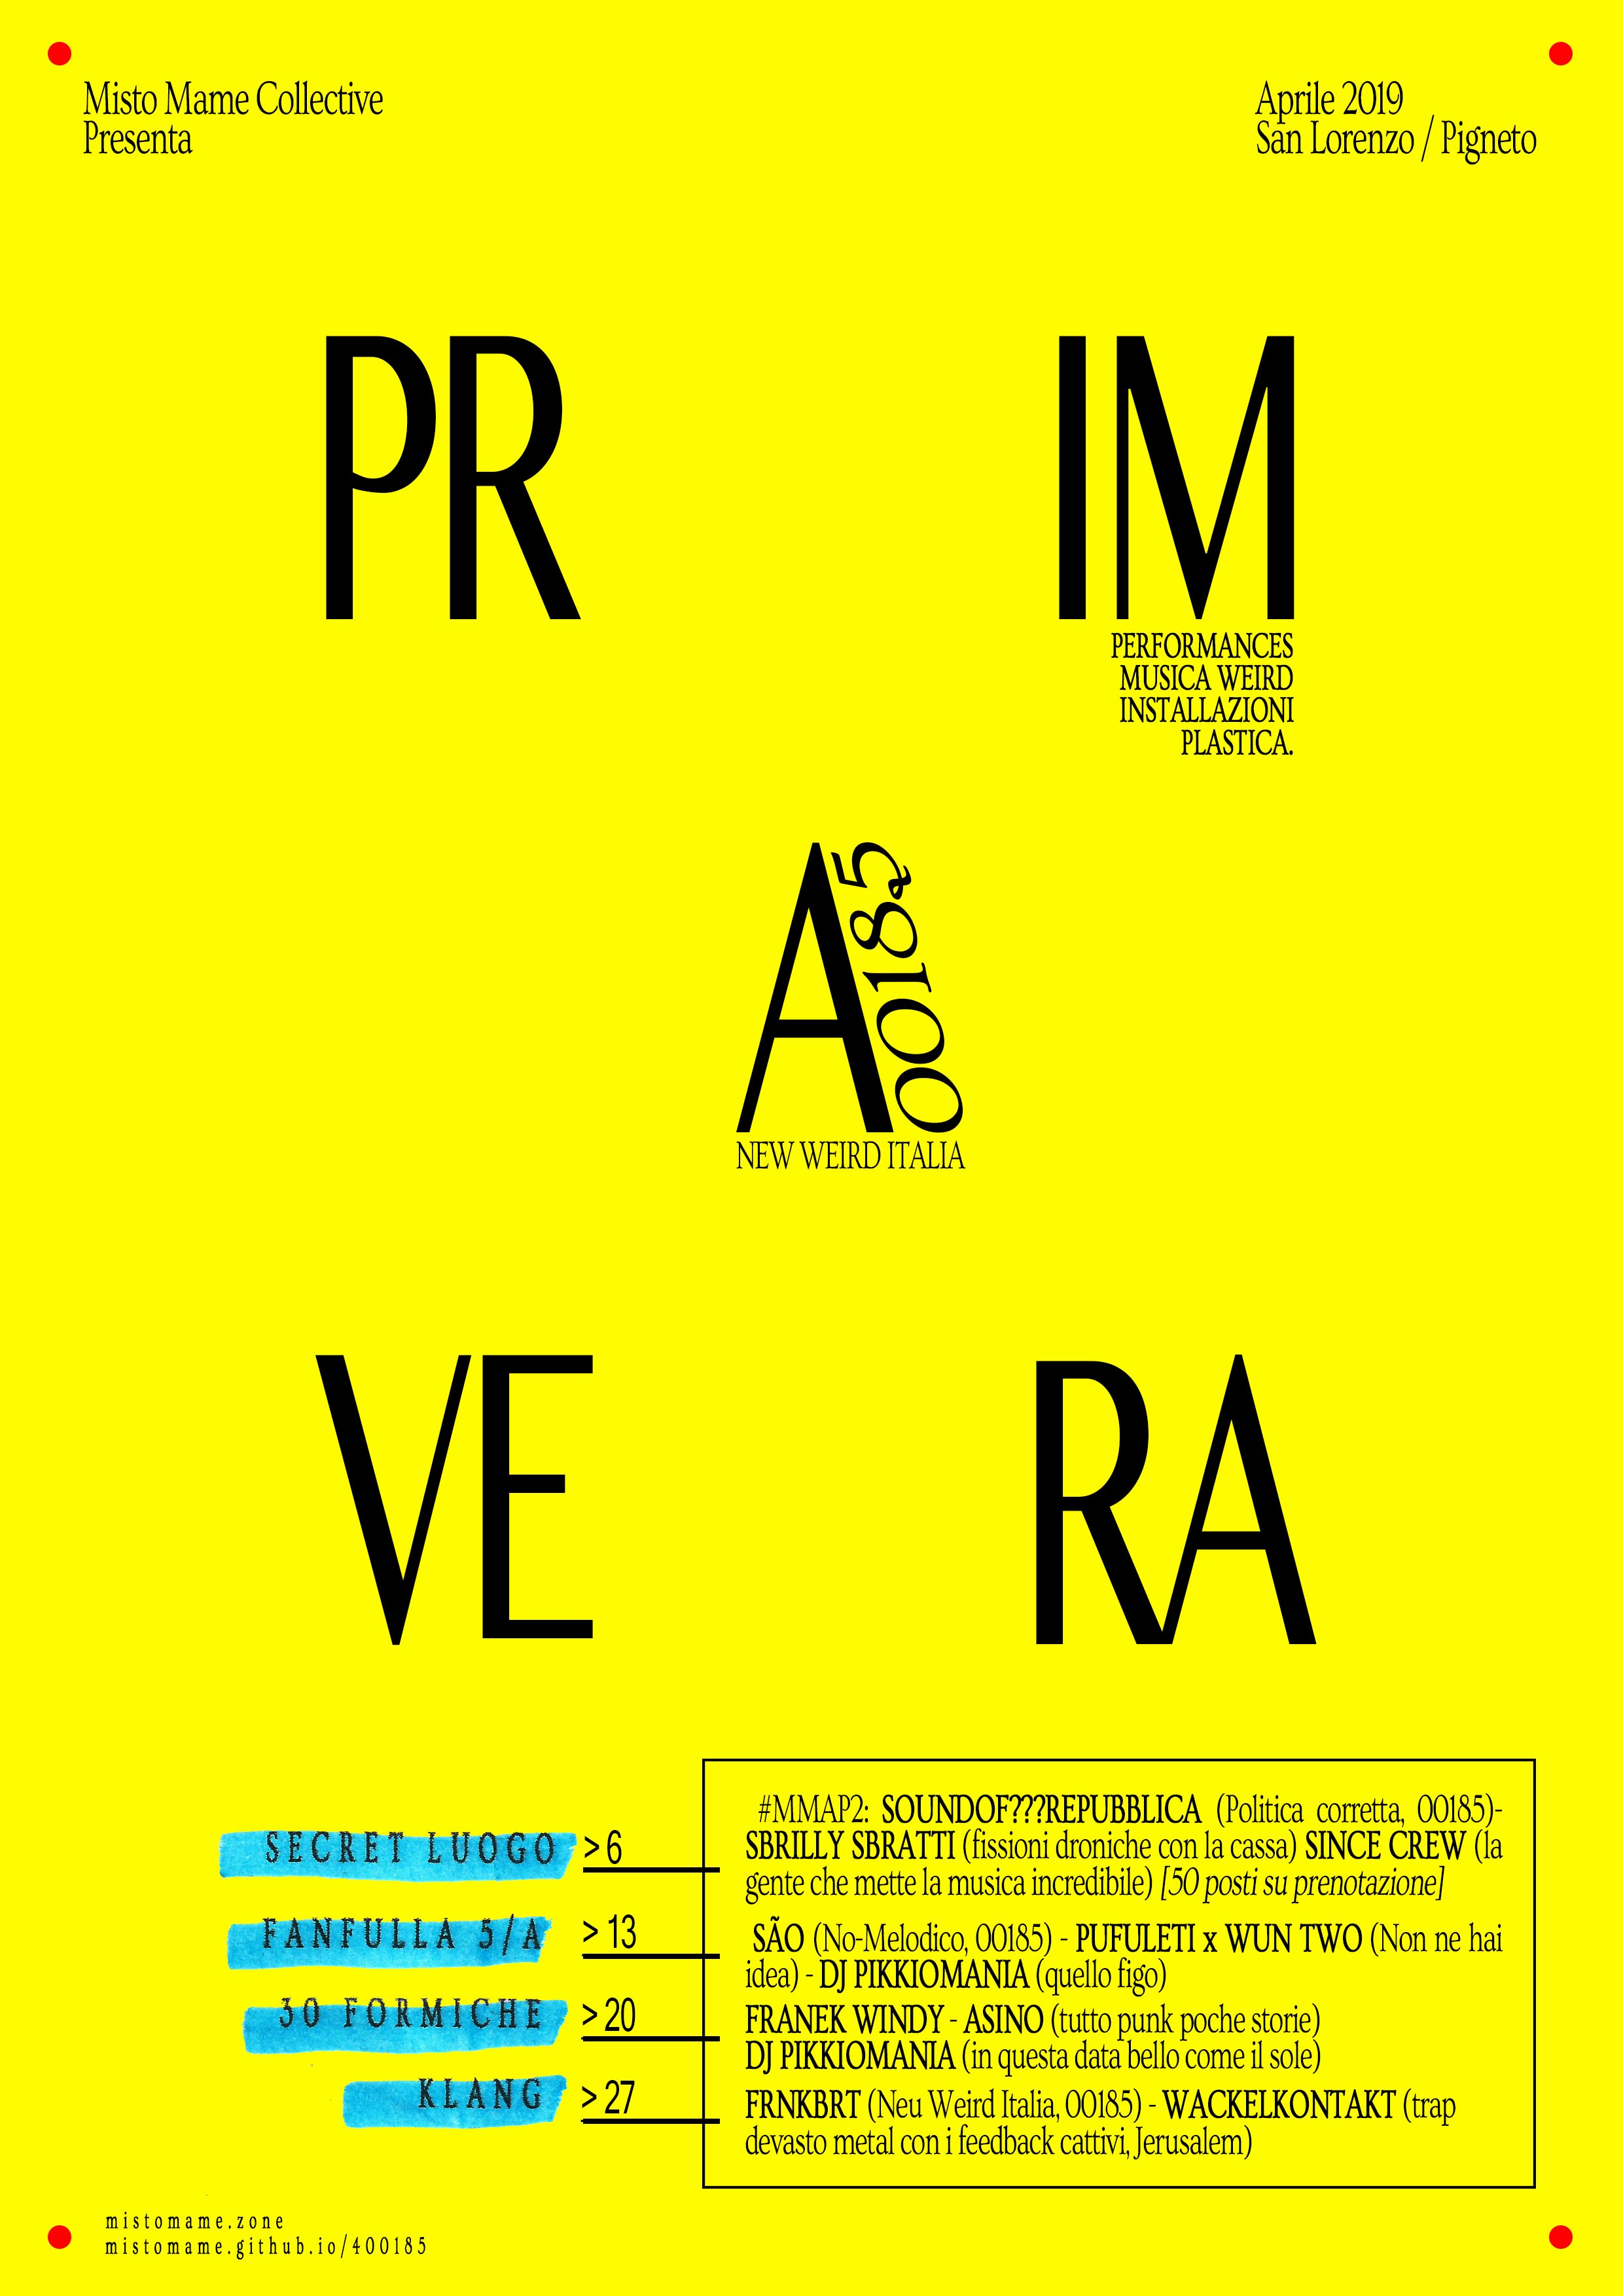 Misto Mame Collective
Presenta
Aprile 2019
San Lorenzo / Pigneto
PR
IM
PERFORMANCES
MUSICA WEIRD
INSTALLAZIONI
PLASTICA.
A
00185
NEW WEIRD ITALIA
VE
RA
SECRET LUOGO
>6
#MMAP2: SOUNDOF???REPUBBLICA (Politica corretta, 00185)-
SBRILLY SBRATTI (fissioni droniche con la cassa) SINCE CREW (la
gente che mette la musica incredibile) [50 posti su prenotazione]
FANFULLA 5/A
>13
SÃO (No-Melodico, 00185) - PUFULETI x WUN TWO (Non ne hai
idea) - DJ PIKKIOMANIA (quello figo)
30 FORMICHE
>20
FRANEK WINDY - ASINO (tutto punk poche storie)
DJ PIKKIOMANIA (in questa data bello come il sole)
KLANG
>27
FRNKBRT (Neu Weird Italia, 00185) - WACKELKONTAKT (trap
devasto metal con i feedback cattivi, Jerusalem)
mistomame.zone
mistomame.github.io/400185